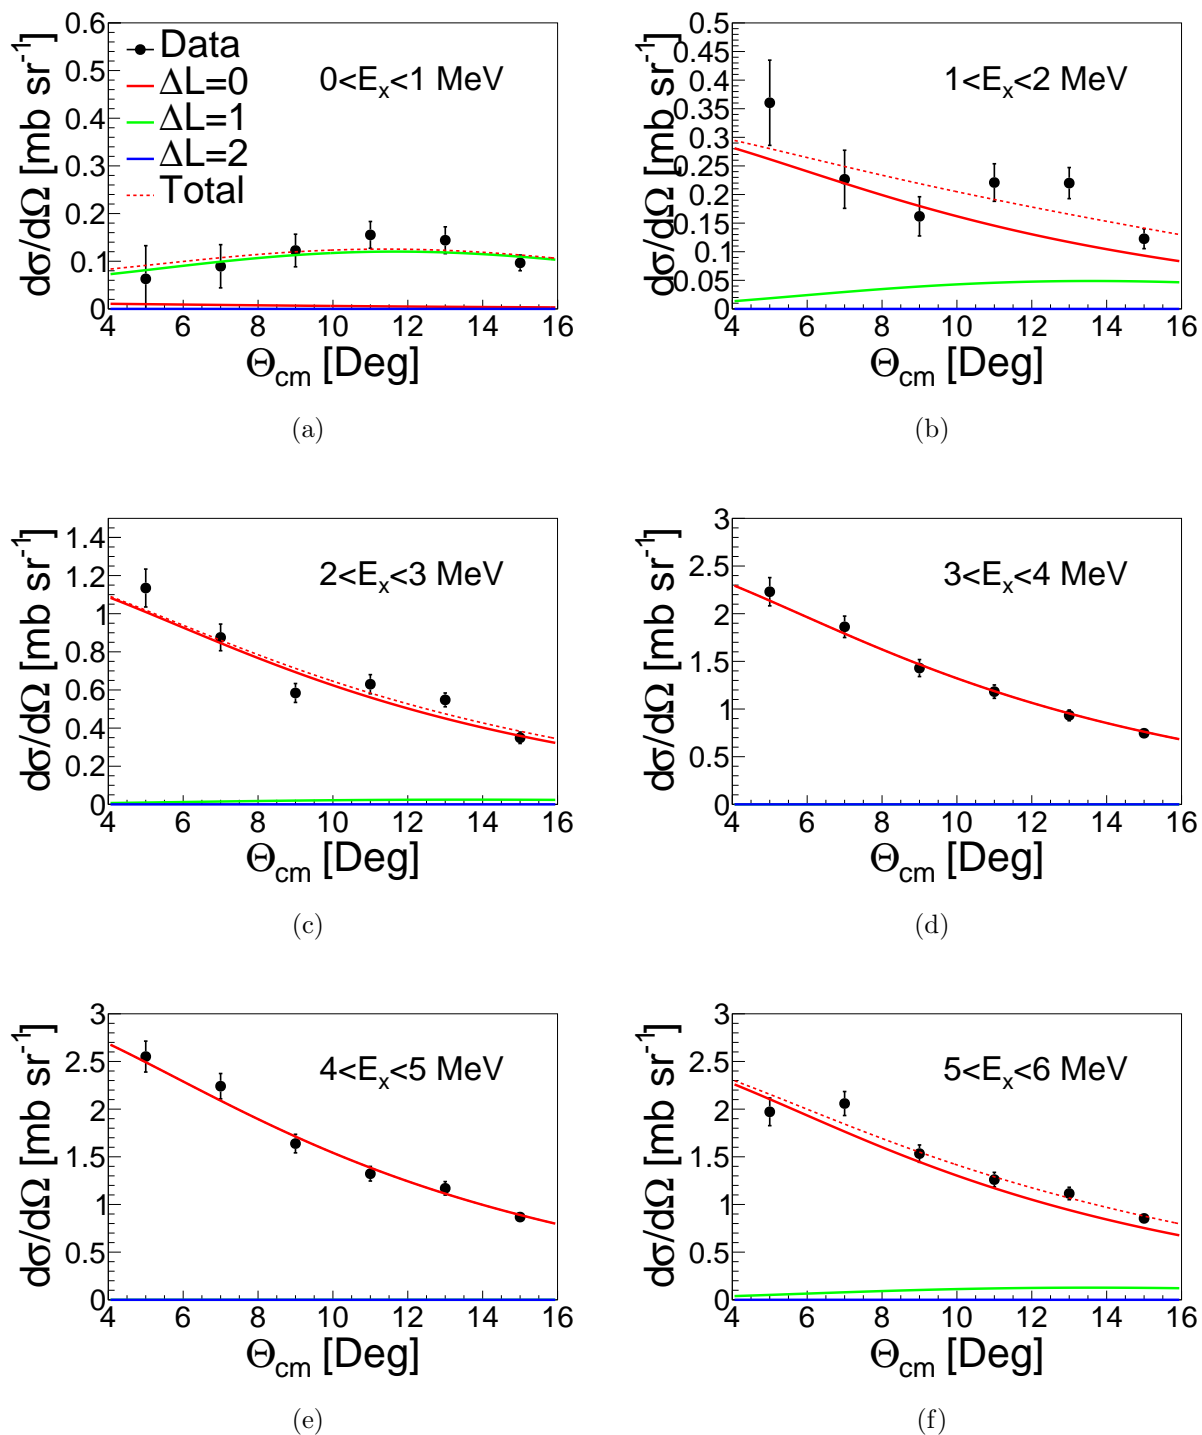 0.6
0.5
0.4
0.3
0.2
0.1
0
dσ/dΩ [mb sr⁻¹]
Data
ΔL=0
ΔL=1
ΔL=2
Total
0<Eₓ<1 MeV
4 6 8 10 12 14 16
Θcm [Deg]
(a)
0.5
0.45
0.4
0.35
0.3
0.25
0.2
0.15
0.1
0.05
0
dσ/dΩ [mb sr⁻¹]
1<Eₓ<2 MeV
4 6 8 10 12 14 16
Θcm [Deg]
(b)
1.4
1.2
1
0.8
0.6
0.4
0.2
0
dσ/dΩ [mb sr⁻¹]
2<Eₓ<3 MeV
4 6 8 10 12 14 16
Θcm [Deg]
(c)
3
2.5
2
1.5
1
0.5
0
dσ/dΩ [mb sr⁻¹]
3<Eₓ<4 MeV
4 6 8 10 12 14 16
Θcm [Deg]
(d)
3
2.5
2
1.5
1
0.5
0
dσ/dΩ [mb sr⁻¹]
4<Eₓ<5 MeV
4 6 8 10 12 14 16
Θcm [Deg]
(e)
3
2.5
2
1.5
1
0.5
0
dσ/dΩ [mb sr⁻¹]
5<Eₓ<6 MeV
4 6 8 10 12 14 16
Θcm [Deg]
(f)